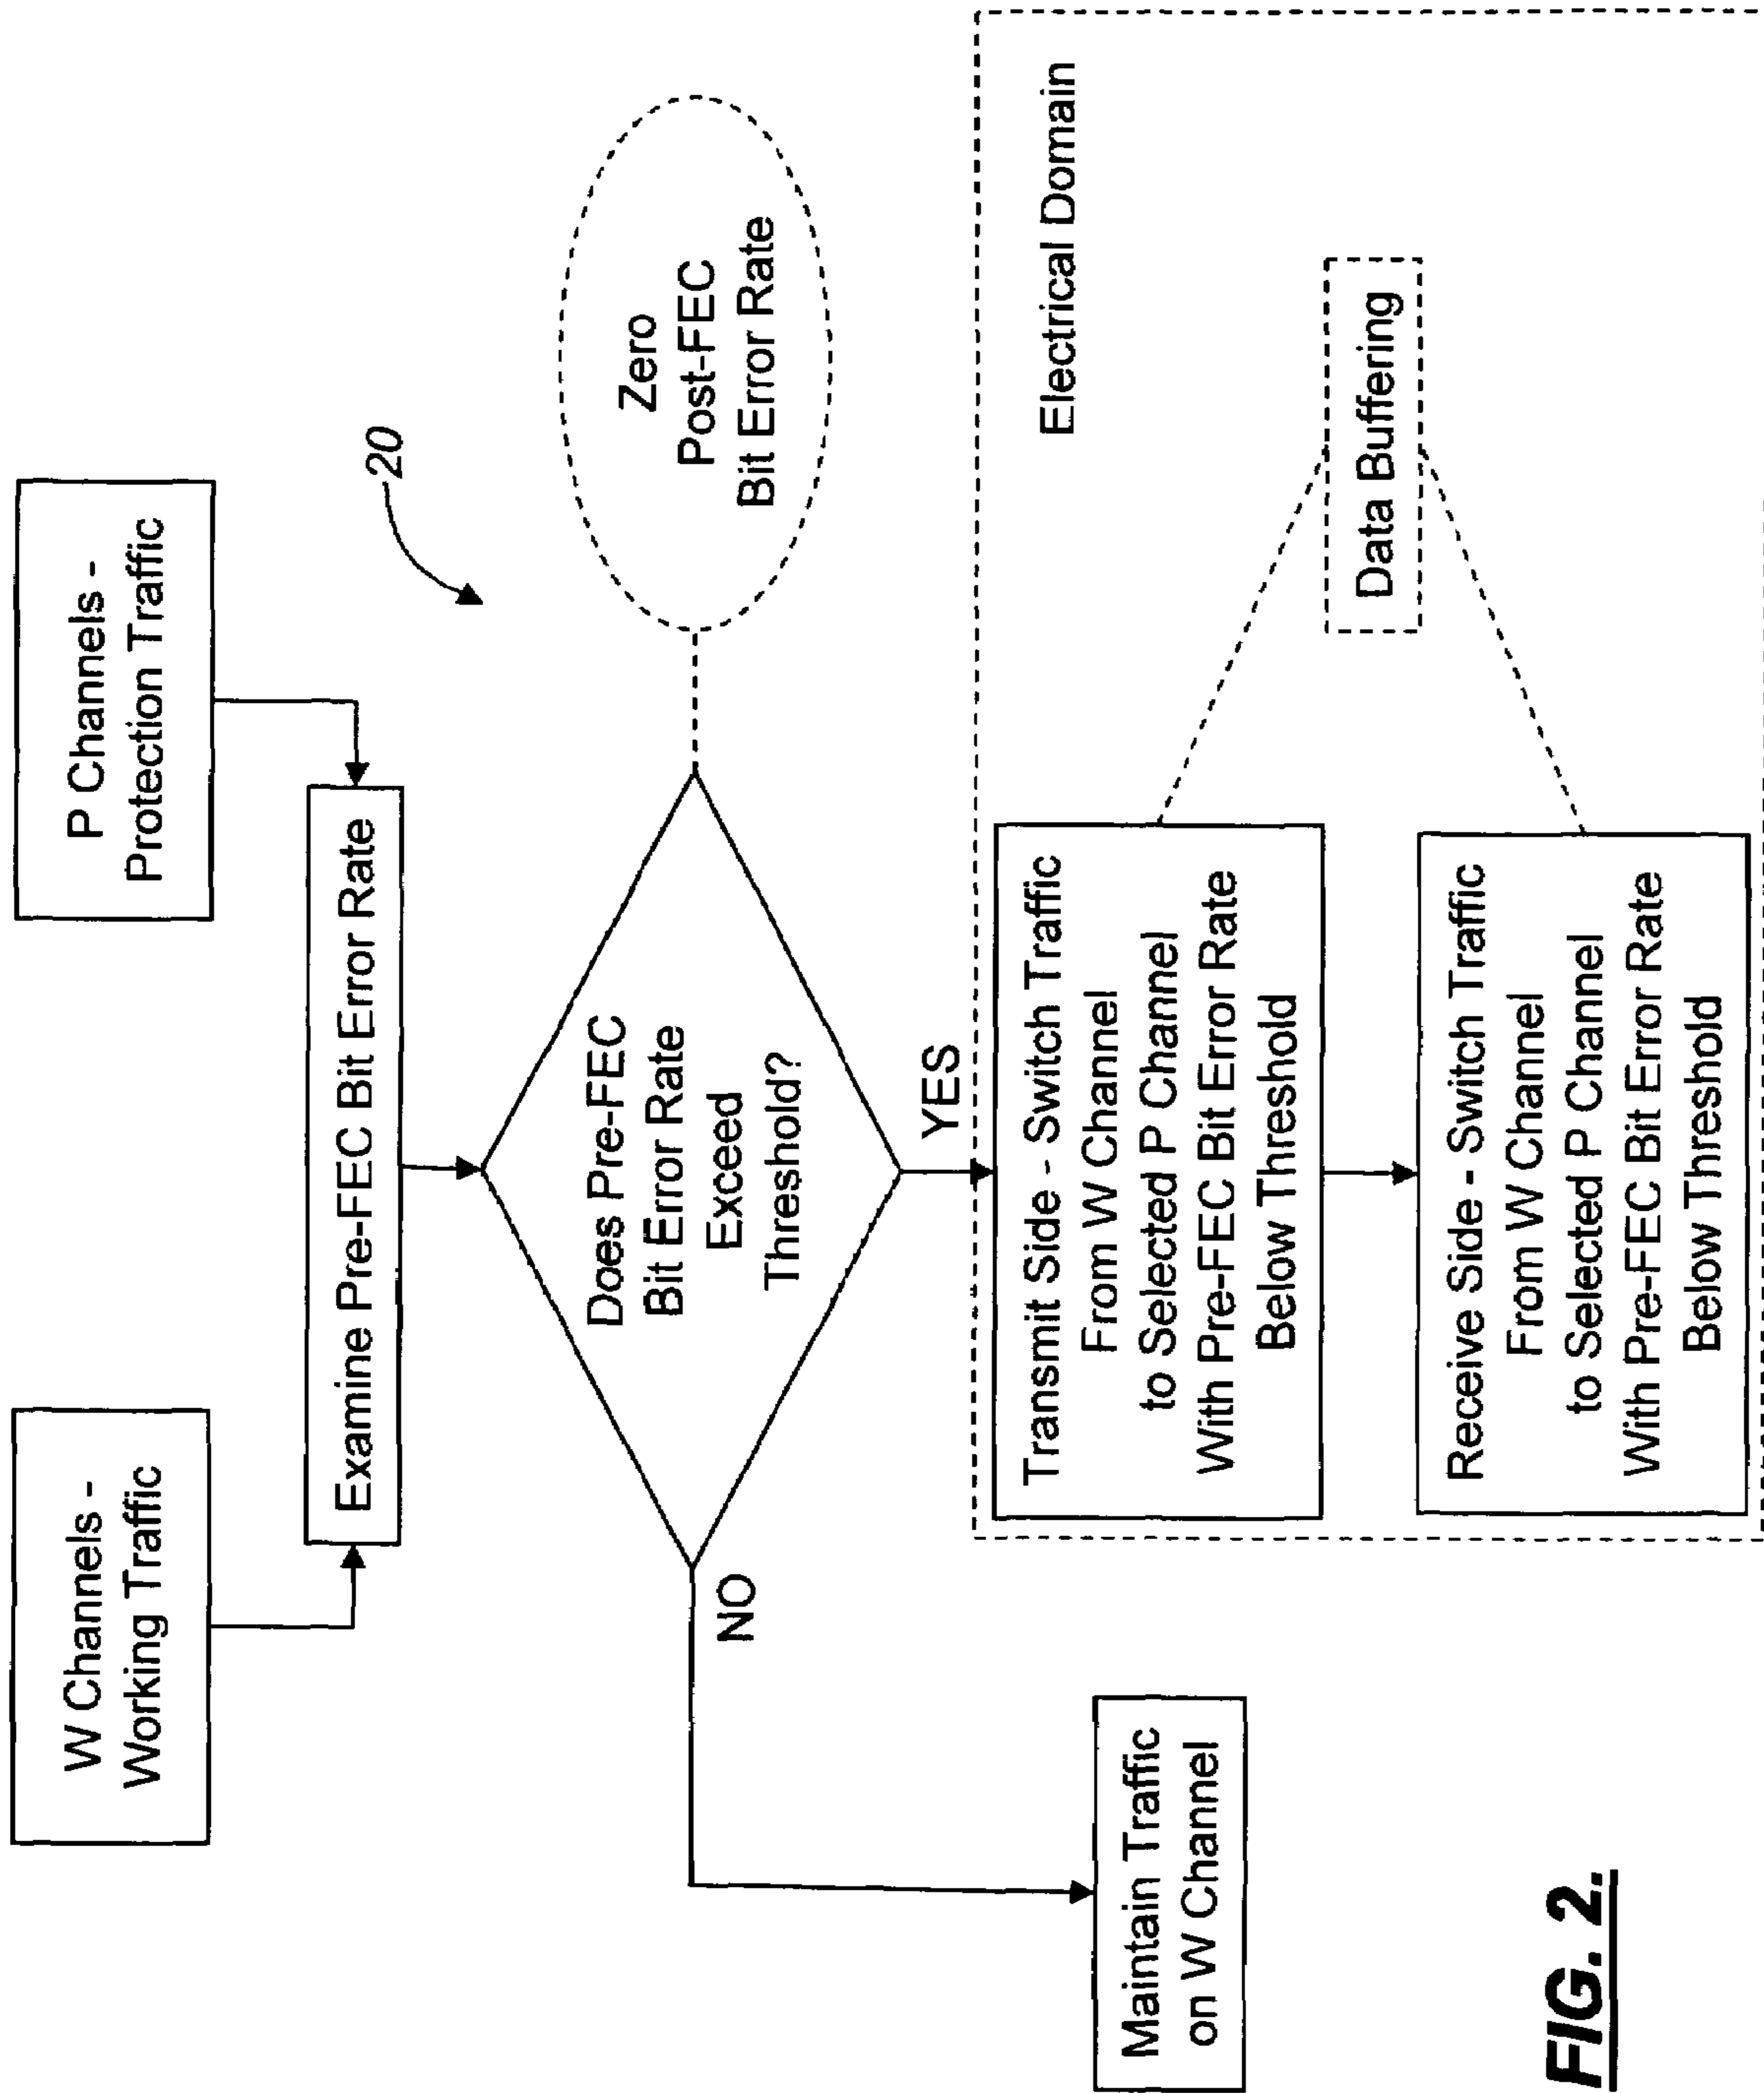 W Channels -
Working Traffic
P Channels -
Protection Traffic
Examine Pre-FEC Bit Error Rate
20
Does Pre-FEC
Bit Error Rate
Exceed
Threshold?
Zero
Post-FEC
Bit Error Rate
NO
YES
Maintain Traffic
on W Channel
Electrical Domain
Transmit Side - Switch Traffic
From W Channel
to Selected P Channel
With Pre-FEC Bit Error Rate
Below Threshold
Data Buffering
Receive Side - Switch Traffic
From W Channel
to Selected P Channel
With Pre-FEC Bit Error Rate
Below Threshold
FIG. 2.